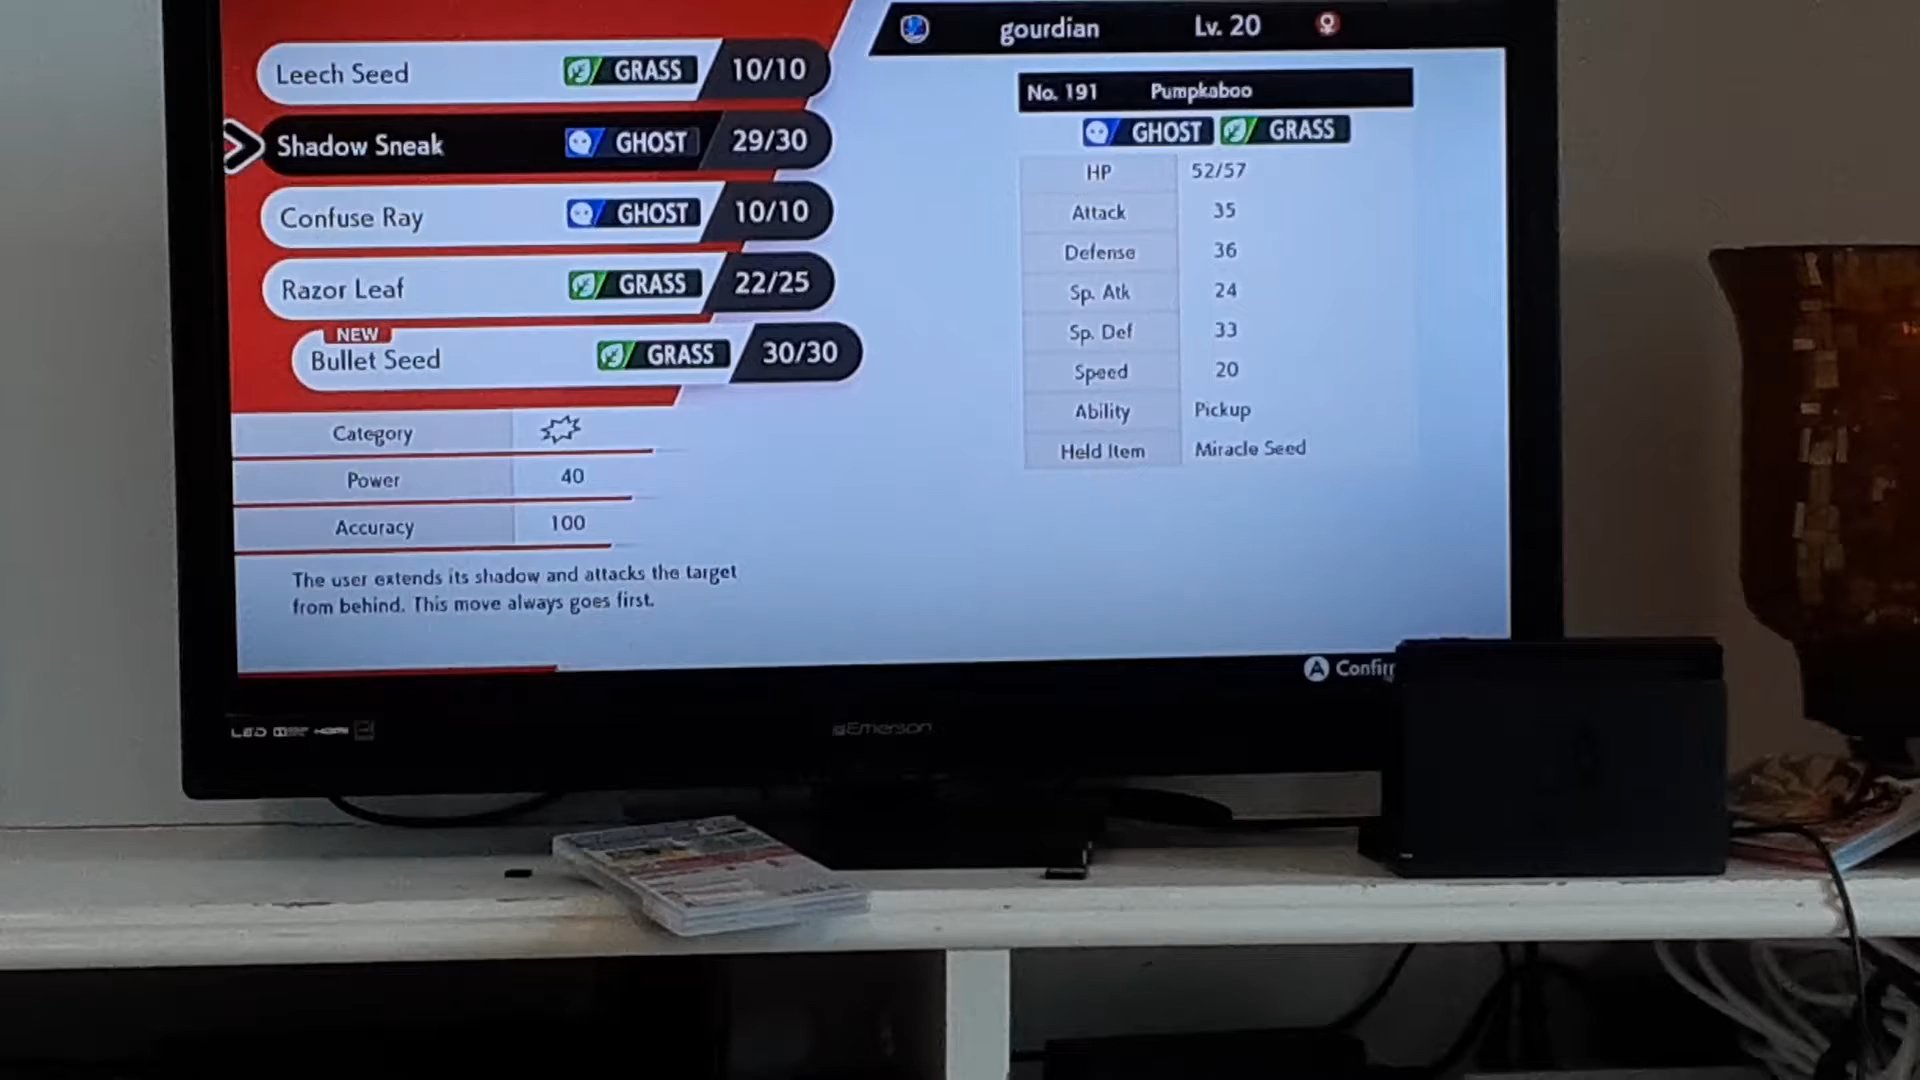 gourdian Lv. 20
Leech Seed GRASS 10/10
Shadow Sneak GHOST 29/30
Confuse Ray GHOST 10/10
Razor Leaf GRASS 22/25
NEW
Bullet Seed GRASS 30/30
Category
Power 40
Accuracy 100
The user extends its shadow and attacks the target
from behind. This move always goes first.
No. 191 Pumpkaboo
GHOST GRASS
HP 52/57
Attack 35
Defense 36
Sp. Atk 24
Sp. Def 33
Speed 20
Ability Pickup
Held Item Miracle Seed
A Confir
LED HDMI
Emerson